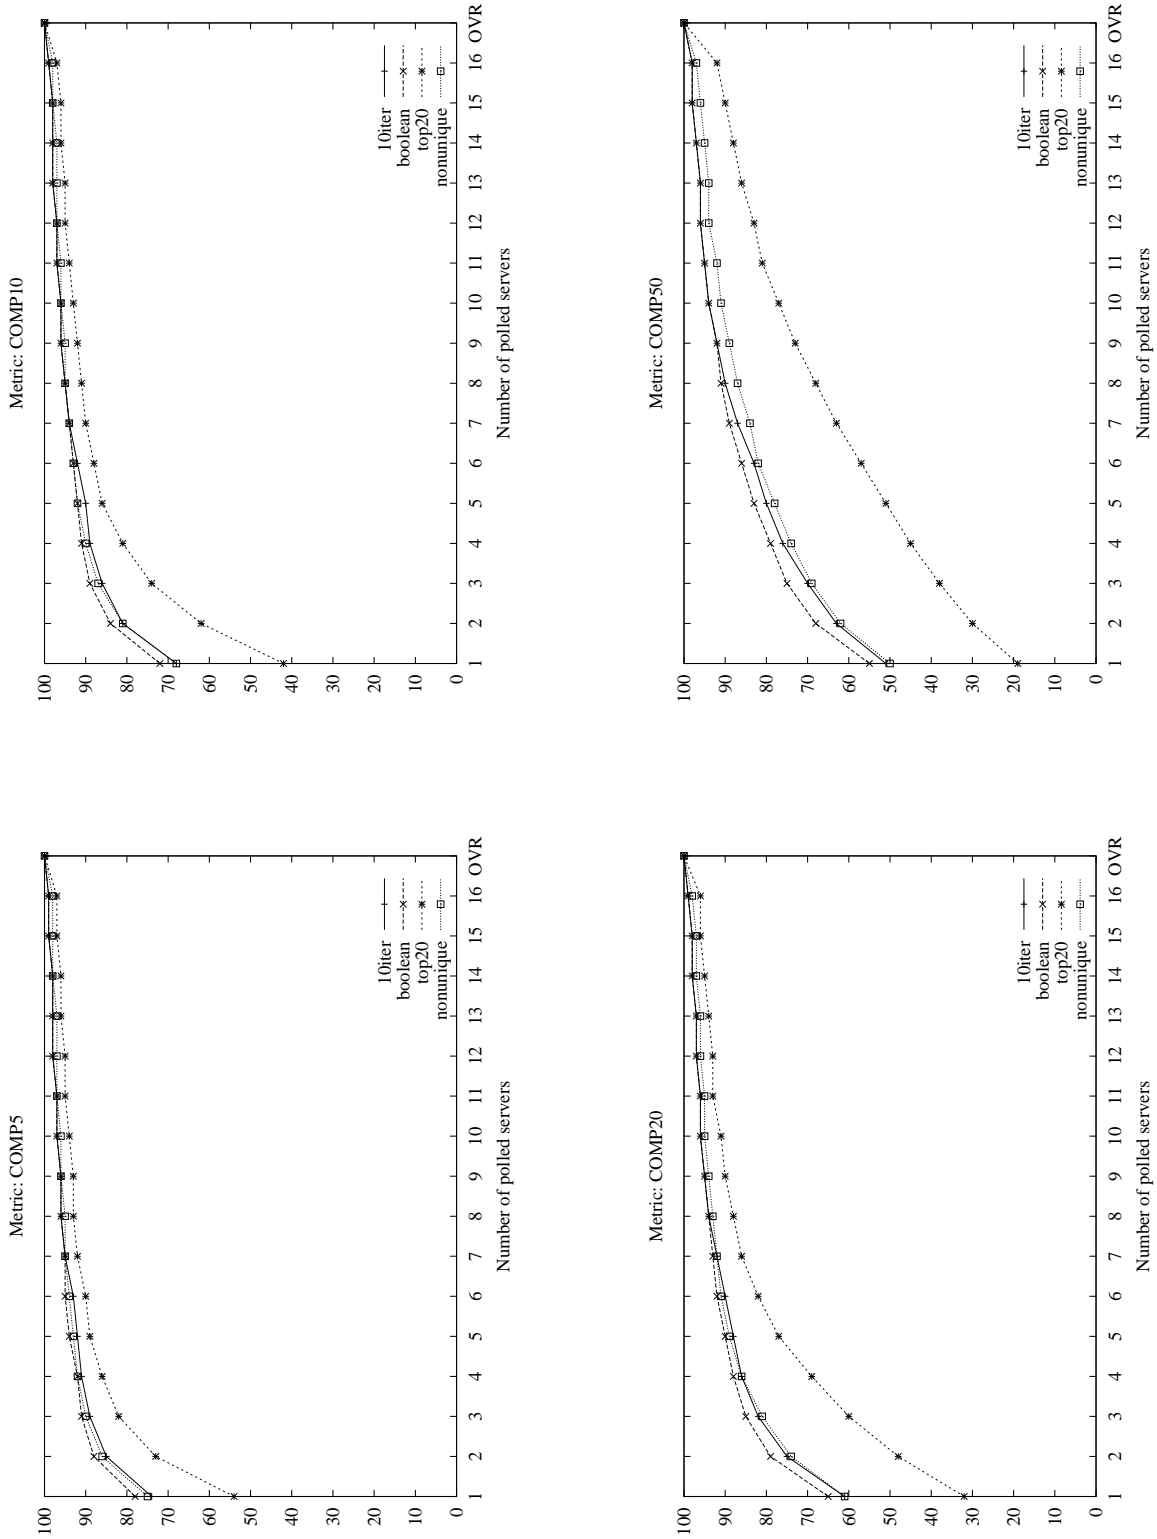 Metric: COMP5
100
90
80
70
60
50
40
30
20
10
0
1 2 3 4 5 6 7 8 9 10 11 12 13 14 15 16 OVR
Number of polled servers
10iter
boolean
top20
nonunique
Metric: COMP10
100
90
80
70
60
50
40
30
20
10
0
1 2 3 4 5 6 7 8 9 10 11 12 13 14 15 16 OVR
Number of polled servers
10iter
boolean
top20
nonunique
Metric: COMP20
100
90
80
70
60
50
40
30
20
10
0
1 2 3 4 5 6 7 8 9 10 11 12 13 14 15 16 OVR
Number of polled servers
10iter
boolean
top20
nonunique
Metric: COMP50
100
90
80
70
60
50
40
30
20
10
0
1 2 3 4 5 6 7 8 9 10 11 12 13 14 15 16 OVR
Number of polled servers
10iter
boolean
top20
nonunique